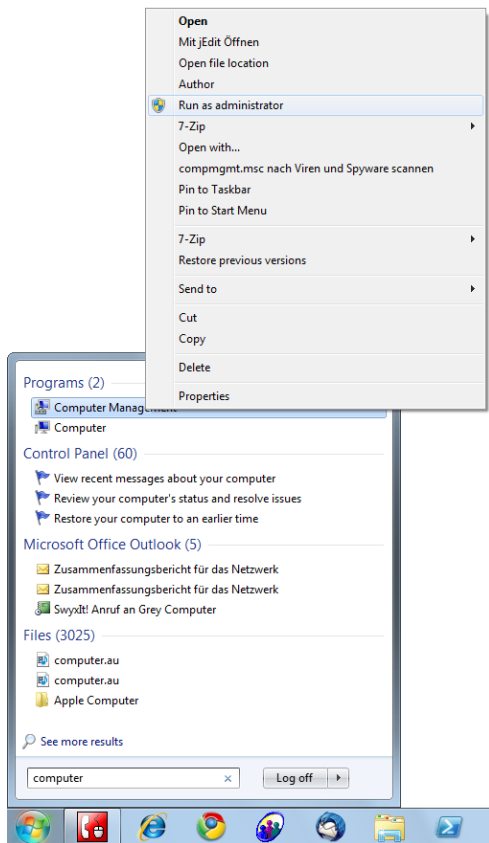 Open
Mit jEdit Öffnen
Open file location
Author
Run as administrator
7-Zip
Open with...
compmgmt.msc nach Viren und Spyware scannen
Pin to Taskbar
Pin to Start Menu
7-Zip
Restore previous versions
Send to
Cut
Copy
Delete
Properties
Programs (2)
Computer Management
Computer
Control Panel (60)
View recent messages about your computer
Review your computer's status and resolve issues
Restore your computer to an earlier time
Microsoft Office Outlook (5)
Zusammenfassungsbericht für das Netzwerk
Zusammenfassungsbericht für das Netzwerk
SwyxIt! Anruf an Grey Computer
Files (3025)
computer.au
computer.au
Apple Computer
See more results
computer
Log off